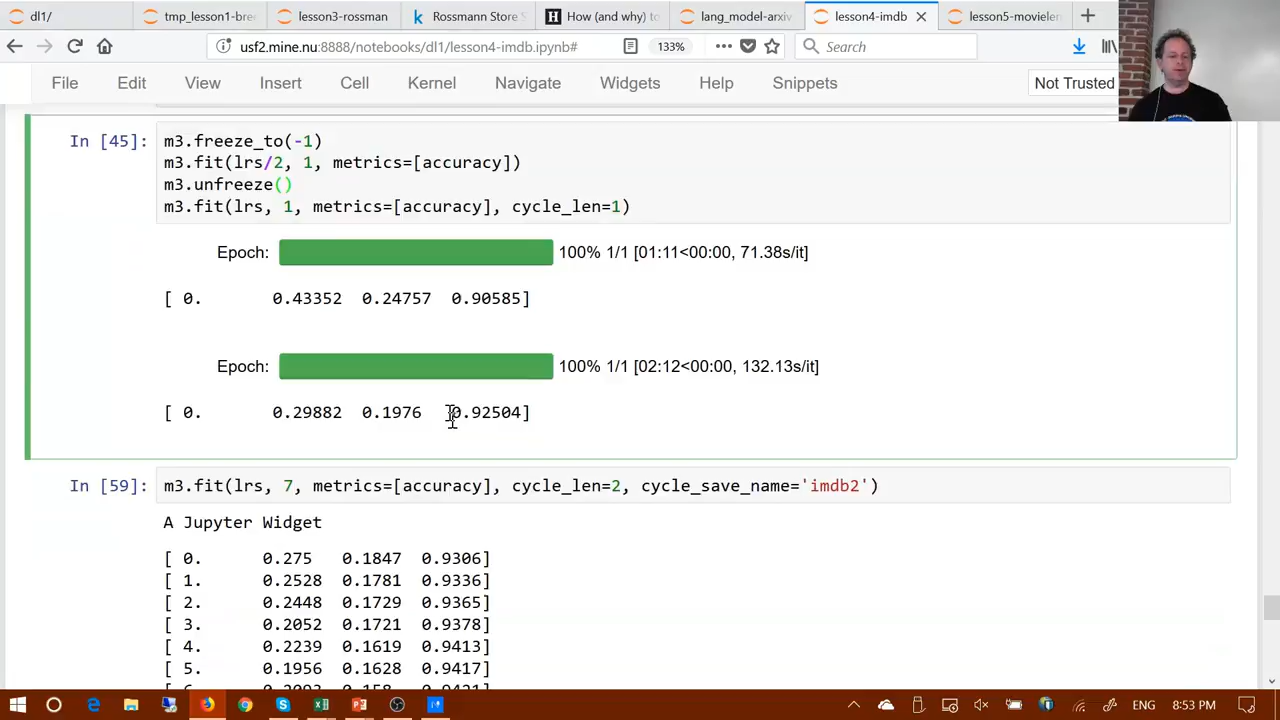 dl1/ tmp_lesson1-bre lesson3-rossman Rossmann Store S How (and why) to lang_model-arxiv lesson4-imdb lesson5-movielen
usf2.mine.nu:8888/notebooks/dl1/lesson4-imdb.ipynb# 133% Search
File Edit View Insert Cell Kernel Navigate Widgets Help Snippets Not Trusted
In [45]: m3.freeze_to(-1)
m3.fit(lrs/2, 1, metrics=[accuracy])
m3.unfreeze()
m3.fit(lrs, 1, metrics=[accuracy], cycle_len=1)
Epoch: 100% 1/1 [01:11<00:00, 71.38s/it]
[ 0. 0.43352 0.24757 0.90585]
Epoch: 100% 1/1 [02:12<00:00, 132.13s/it]
[ 0. 0.29882 0.1976 0.92504]
In [59]: m3.fit(lrs, 7, metrics=[accuracy], cycle_len=2, cycle_save_name='imdb2')
A Jupyter Widget
[ 0. 0.275 0.1847 0.9306]
[ 1. 0.2528 0.1781 0.9336]
[ 2. 0.2448 0.1729 0.9365]
[ 3. 0.2052 0.1721 0.9378]
[ 4. 0.2239 0.1619 0.9413]
[ 5. 0.1956 0.1628 0.9417]
ENG 8:53 PM